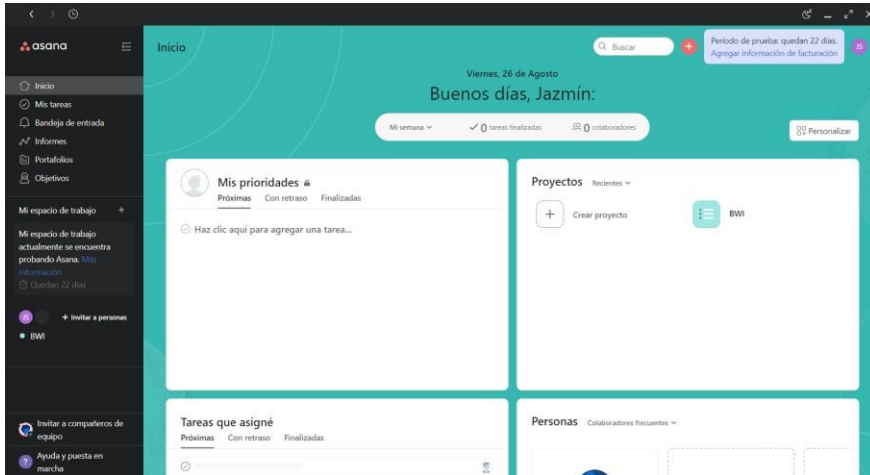 asana
Inicio
Mis tareas
Bandeja de entrada
Informes
Portafolios
Objetivos
Mi espacio de trabajo +
Mi espacio de trabajo
actualmente se encuentra
probando Asana. Más
información
Quedan 22 días
JS
+ Invitar a personas
BWI
Invitar a compañeros de
equipo
? Ayuda y puesta en
marcha
Inicio
Buscar
+
Período de prueba: quedan 22 días.
Agregar información de facturación
JS
Viernes, 26 de Agosto
Buenos días, Jazmín:
Mi semana
0 tareas finalizadas
0 colaboradores
Personalizar
Mis prioridades
Próximas Con retraso Finalizadas
Haz clic aquí para agregar una tarea...
Proyectos Recientes
+ Crear proyecto
BWI
Tareas que asigné
Próximas Con retraso Finalizadas
Personas Colaboradores frecuentes